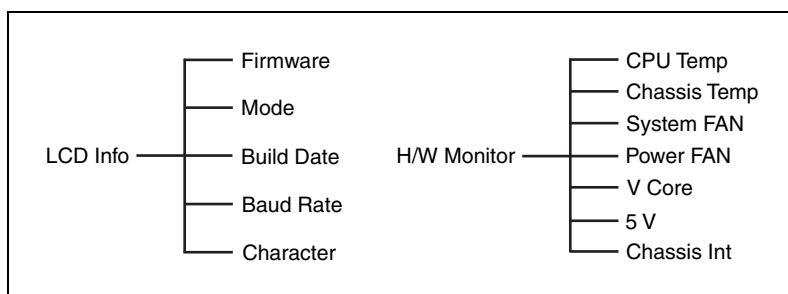 LCD Info
Firmware
Mode
Build Date
Baud Rate
Character
H/W Monitor
CPU Temp
Chassis Temp
System FAN
Power FAN
V Core
5 V
Chassis Int